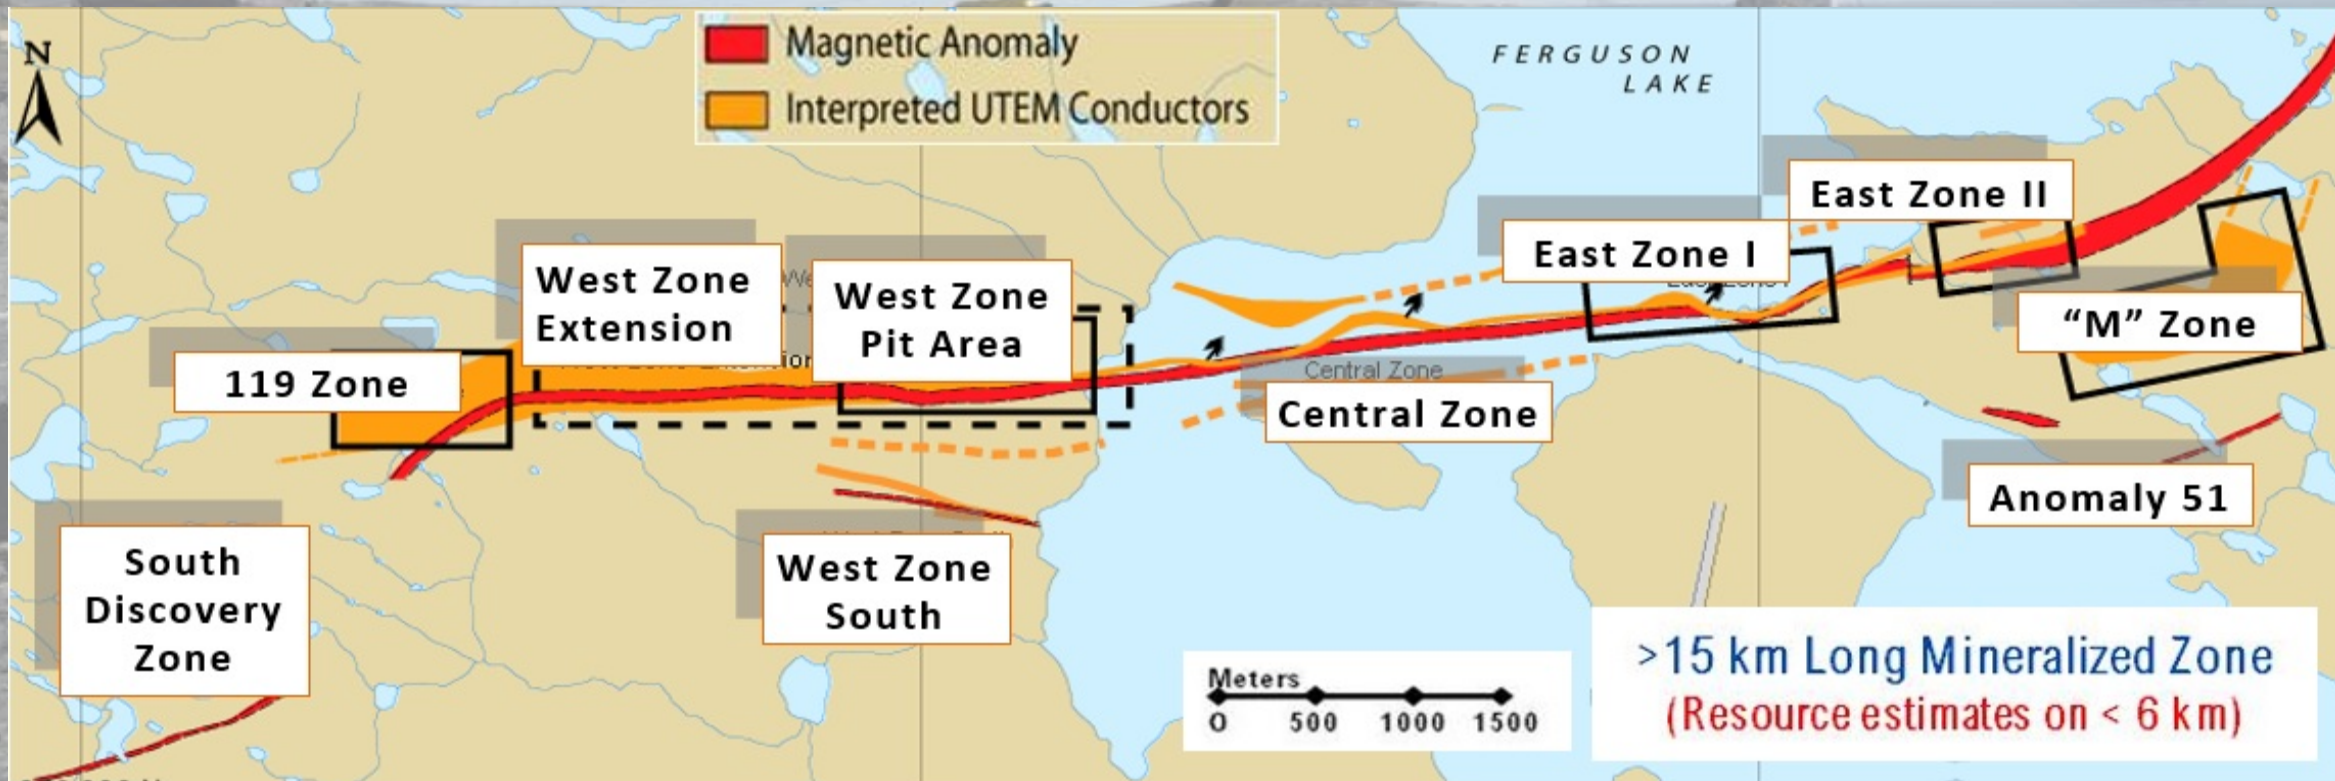 N
Magnetic Anomaly
Interpreted UTEM Conductors
FERGUSON
LAKE
East Zone II
East Zone I
West Zone
Extension
West Zone
Pit Area
"M" Zone
119 Zone
Central Zone
Central Zone
Anomaly 51
South
Discovery
Zone
West Zone
South
Meters
0 500 1000 1500
>15 km Long Mineralized Zone
(Resource estimates on < 6 km)